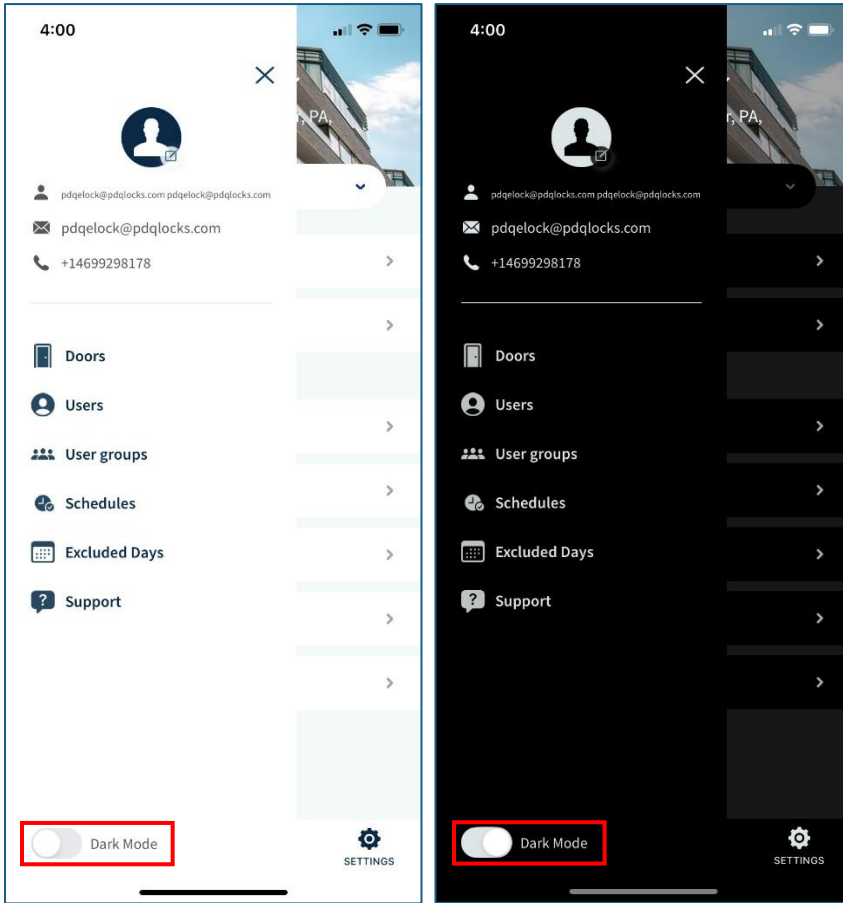 4:00
, PA,
pdqelock@pdqlocks.com pdqelock@pdqlocks.com
pdqelock@pdqlocks.com
+14699298178
Doors
Users
User groups
Schedules
Excluded Days
? Support
Dark Mode
SETTINGS
4:00
r, PA,
pdqelock@pdqlocks.com pdqelock@pdqlocks.com
pdqelock@pdqlocks.com
+14699298178
Doors
Users
User groups
Schedules
Excluded Days
? Support
Dark Mode
SETTINGS